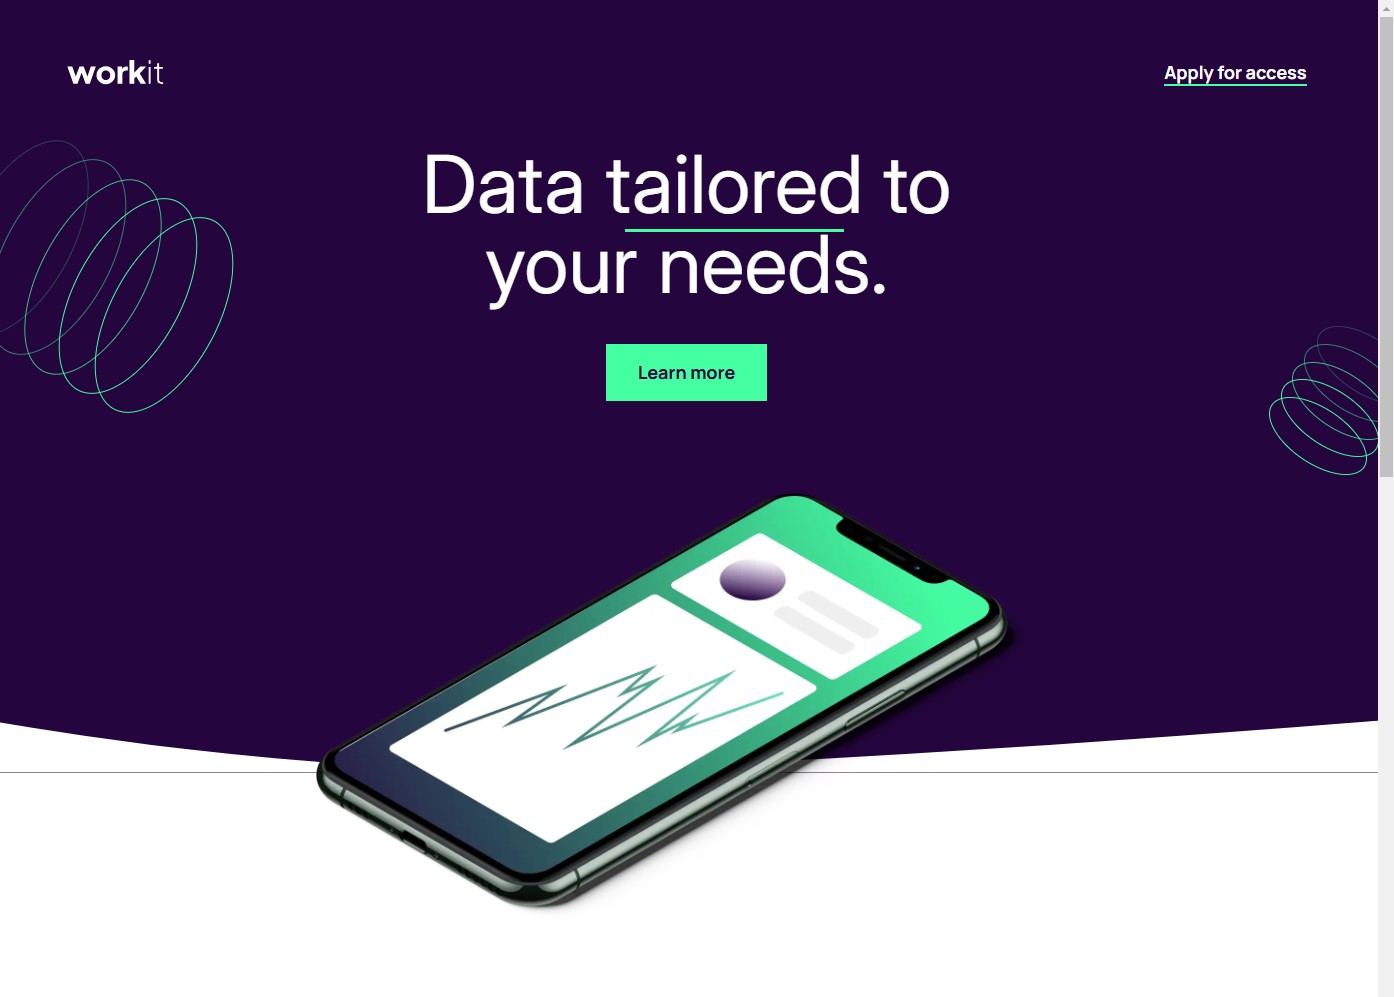 workit
Apply for access
Data tailored to
your needs.
Learn more